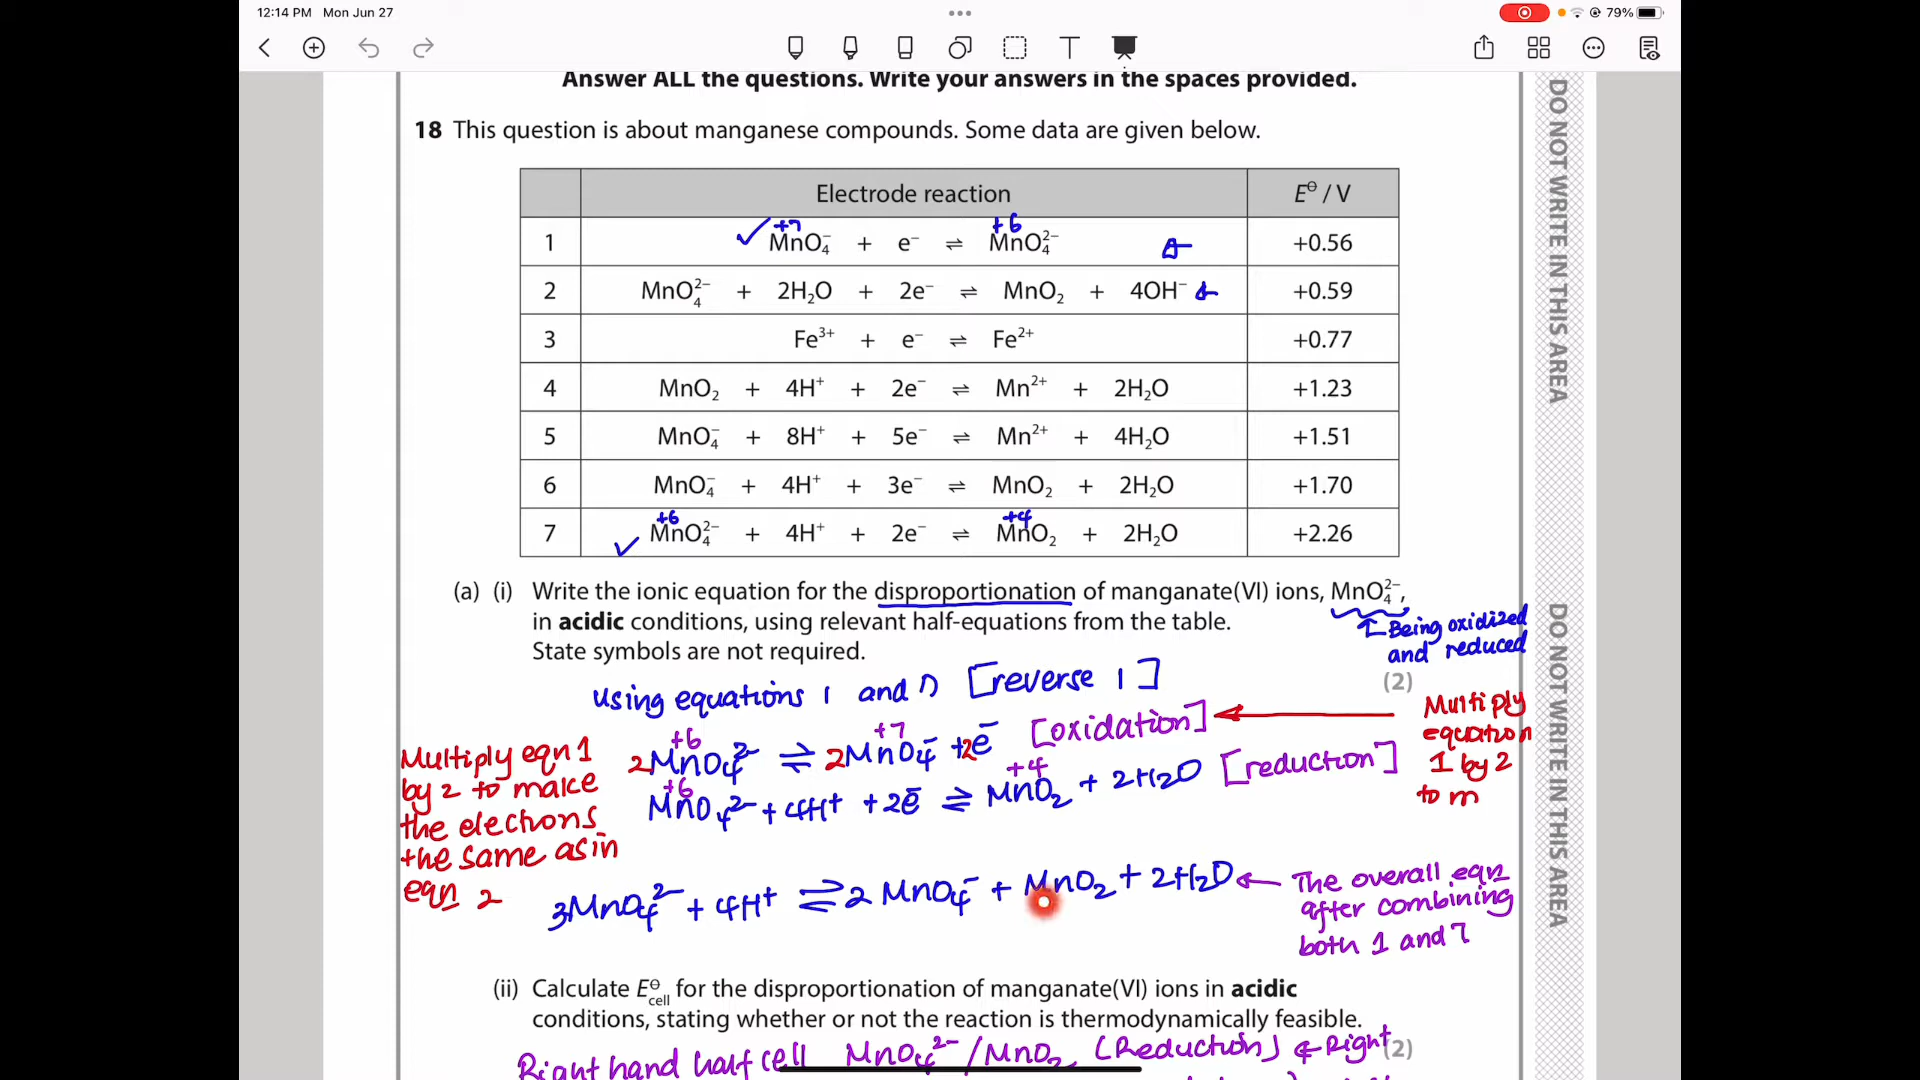 12:14 PM Mon Jun 27
79%
Answer ALL the questions. Write your answers in the spaces provided.
18 This question is about manganese compounds. Some data are given below.
Electrode reaction E⦵ / V
+7 +6
1 ✓ MnO₄⁻ + e⁻ ⇌ MnO₄²⁻ +0.56
2 MnO₄²⁻ + 2H₂O + 2e⁻ ⇌ MnO₂ + 4OH⁻ +0.59
3 Fe³⁺ + e⁻ ⇌ Fe²⁺ +0.77
4 MnO₂ + 4H⁺ + 2e⁻ ⇌ Mn²⁺ + 2H₂O +1.23
5 MnO₄⁻ + 8H⁺ + 5e⁻ ⇌ Mn²⁺ + 4H₂O +1.51
6 MnO₄⁻ + 4H⁺ + 3e⁻ ⇌ MnO₂ + 2H₂O +1.70
+6 +4
7 ✓ MnO₄²⁻ + 4H⁺ + 2e⁻ ⇌ MnO₂ + 2H₂O +2.26
(a) (i) Write the ionic equation for the disproportionation of manganate(VI) ions, MnO₄²⁻,
in acidic conditions, using relevant half-equations from the table.
State symbols are not required.
(2)
Being oxidized
and reduced
using equations 1 and 7 [reverse 1]
+6 +7
2MnO₄²⁻ ⇌ 2MnO₄⁻ + 2e⁻ [oxidation]
+6 +4
MnO₄²⁻ + 4H⁺ + 2e⁻ ⇌ MnO₂ + 2H₂O [reduction]
Multiply
equation
1 by 2
to m
Multiply eqn 1
by 2 to make
the electrons
the same as in
eqn 2
3MnO₄²⁻ + 4H⁺ ⇌ 2MnO₄⁻ + MnO₂ + 2H₂O
The overall eqn
after combining
both 1 and 7
(ii) Calculate E⦵cell for the disproportionation of manganate(VI) ions in acidic
conditions, stating whether or not the reaction is thermodynamically feasible.
(2)
Right hand half cell MnO₄²⁻/MnO₂ (Reduction) ← Right
DO NOT WRITE IN THIS AREA
DO NOT WRITE IN THIS AREA